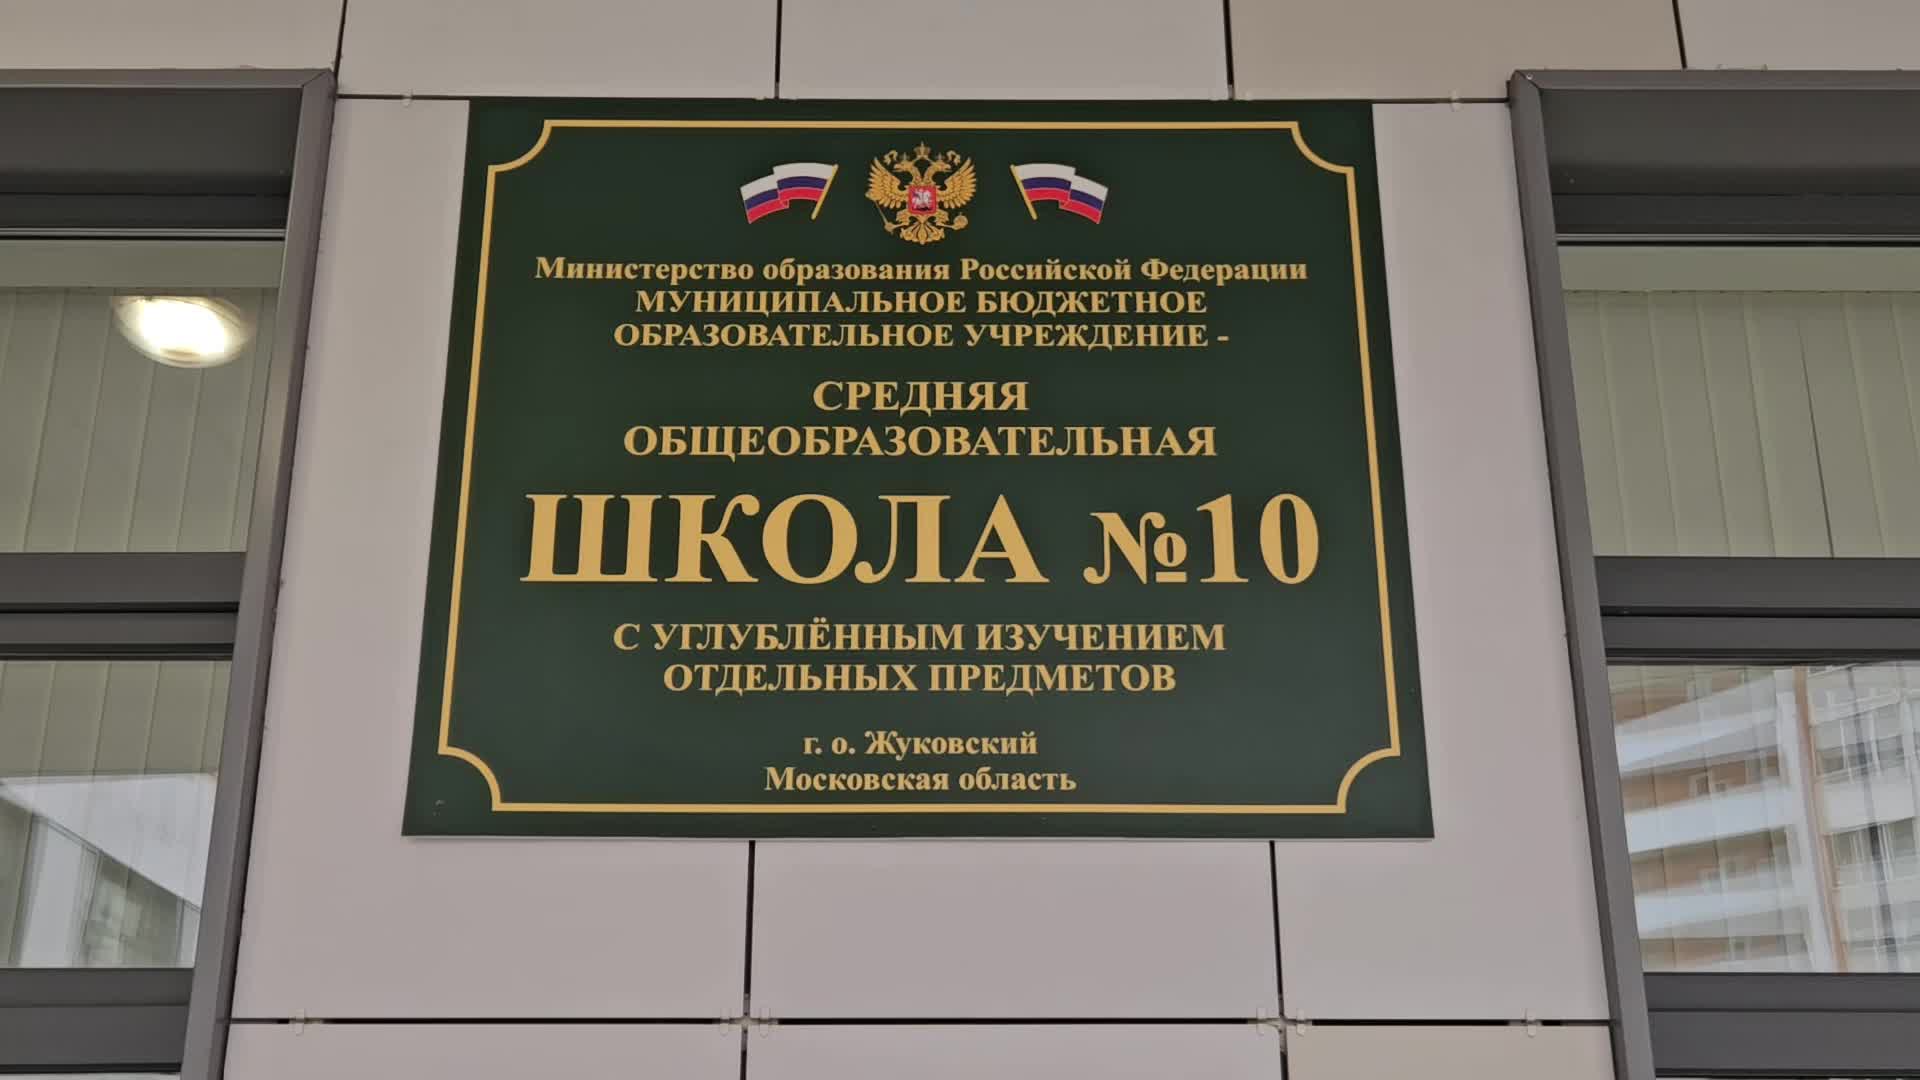 Министерство образования Российской Федерации
МУНИЦИПАЛЬНОЕ БЮДЖЕТНОЕ
ОБРАЗОВАТЕЛЬНОЕ УЧРЕЖДЕНИЕ -
СРЕДНЯЯ
ОБЩЕОБРАЗОВАТЕЛЬНАЯ
ШКОЛА №10
С УГЛУБЛЁННЫМ ИЗУЧЕНИЕМ
ОТДЕЛЬНЫХ ПРЕДМЕТОВ
г. о. Жуковский
Московская область